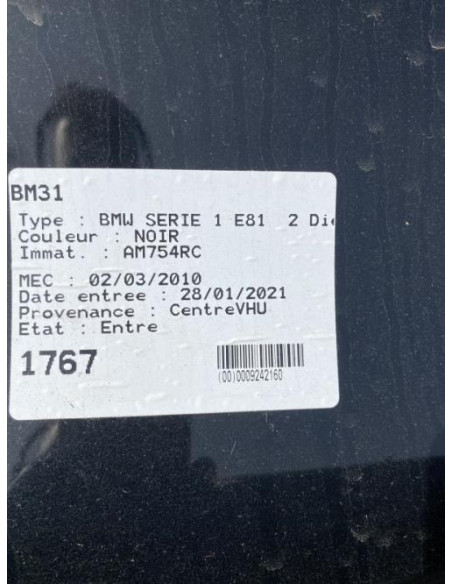 BM31
Type : BMW SERIE 1 E81 2 Die
Couleur : NOIR
Immat. : AM754RC
MEC : 02/03/2010
Date entree : 28/01/2021
Provenance : CentreVHU
Etat : Entre
1767
(00)0009242160